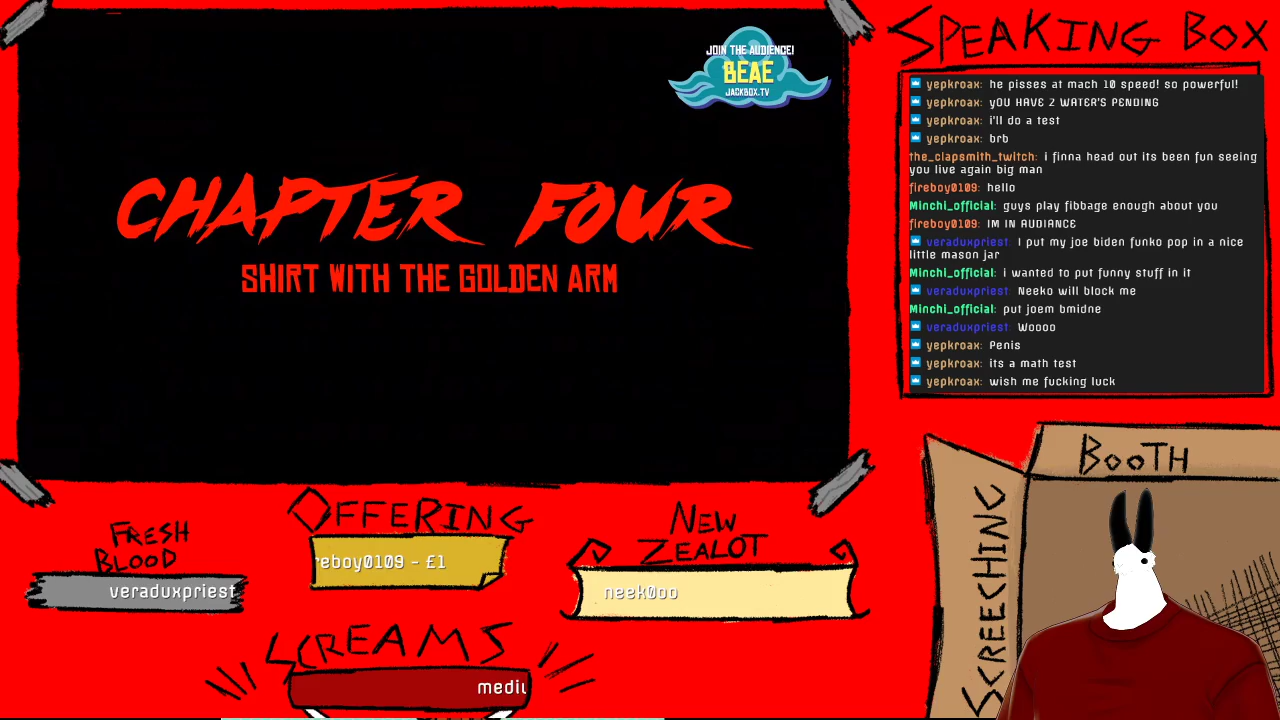 JOIN THE AUDIENCE!
BEAE
JACKBOX.TV
CHAPTER FOUR
SHIRT WITH THE GOLDEN ARM
SPEAKING BOX
yepkroax: he pisses at mach 10 speed! so powerful!
yepkroax: yOU HAVE 2 WATER'S PENDING
yepkroax: i'll do a test
yepkroax: brb
the_clapsmith_twitch: i finna head out its been fun seeing
you live again big man
fireboy0109: hello
Minchi_official: guys play fibbage enough about you
fireboy0109: IM IN AUDIANCE
veraduxpriest: I put my joe biden funko pop in a nice
little mason jar
Minchi_official: i wanted to put funny stuff in it
veraduxpriest: Neeko will block me
Minchi_official: put joem bmidne
veraduxpriest: Woooo
yepkroax: Penis
yepkroax: its a math test
yepkroax: wish me fucking luck
FRESH
BLOOD
veraduxpriest
OFFERING
eboy0109 - £1
NEW
ZEALOT
neek0oo
SCREAMS
mediu
BOOTH
SCREECHING